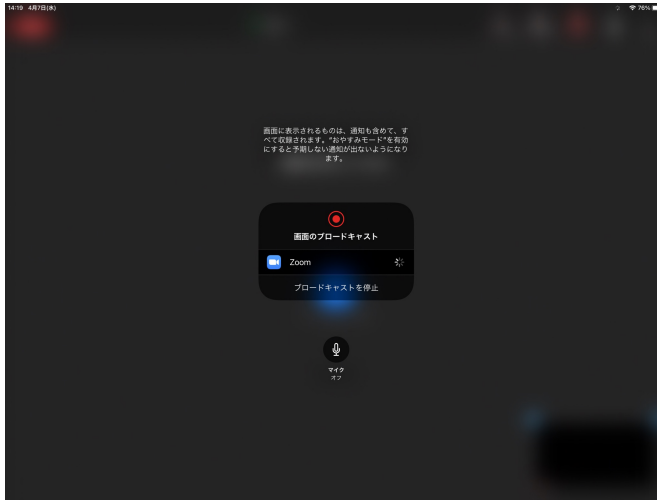 14:19 4月7日(水)
76%
画面に表示されるものは、通知も含めて、す
べて収録されます。“おやすみモード”を有効
にすると予期しない通知が出ないようになり
ます。
画面のブロードキャスト
Zoom
ブロードキャストを停止
マイク
オフ